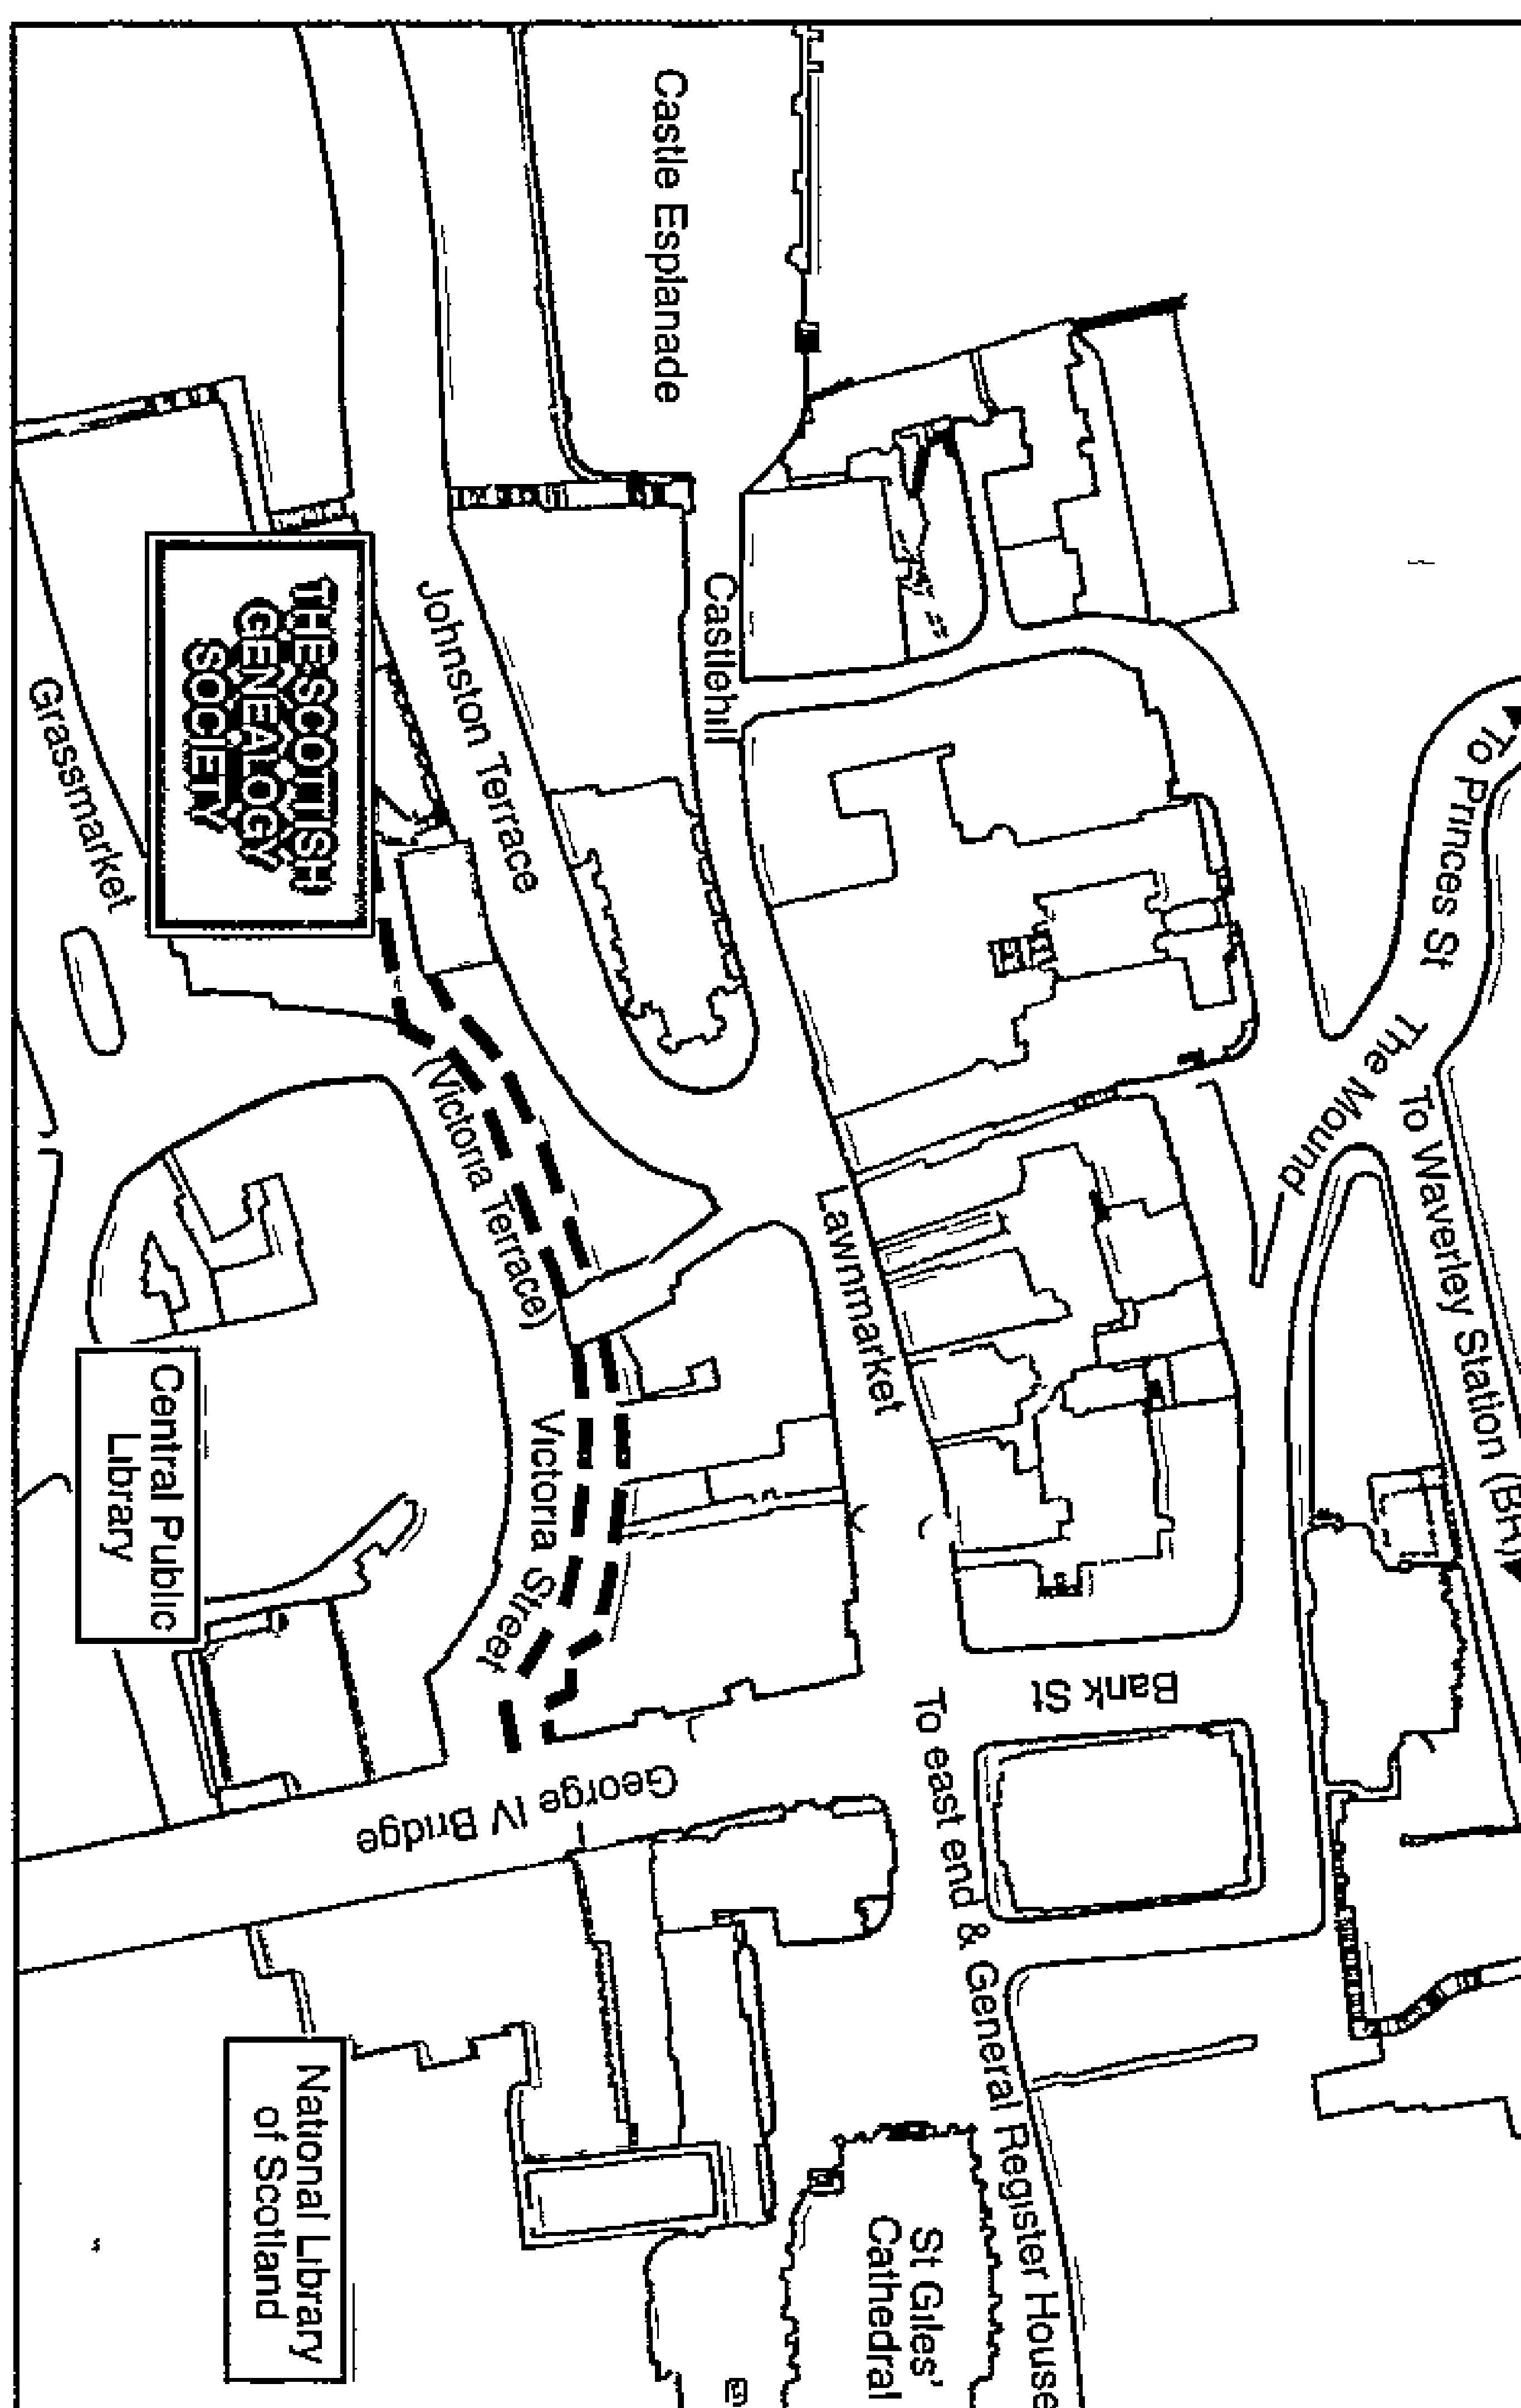 Castle Esplanade
To Princes St
The Mound
To Waverley Station (BR)
Castlehill
Johnston Terrace
THE SCOTTISH
GENEALOGY
SOCIETY
Grassmarket
Lawnmarket
(Victoria Terrace)
Victoria Street
Central Public
Library
Bank St
George IV Bridge
To east end & General Register House
St Giles'
Cathedral
National Library
of Scotland